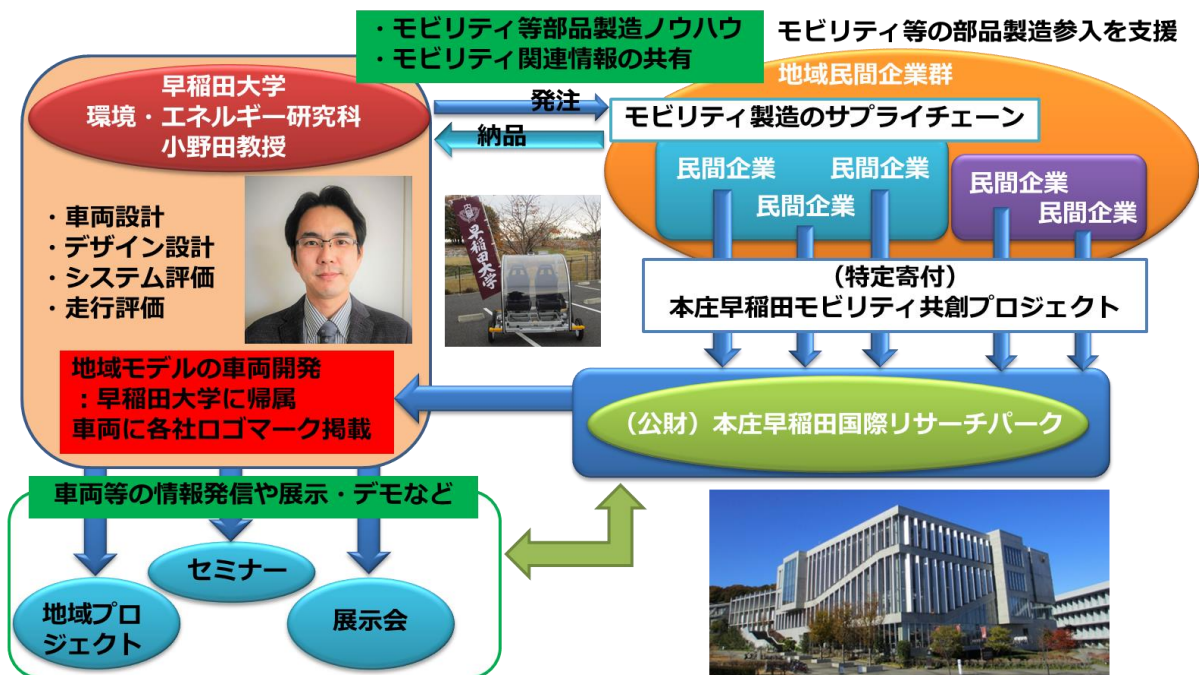 ・モビリティ等部品製造ノウハウ
・モビリティ関連情報の共有
モビリティ等の部品製造参入を支援
早稲田大学
環境・エネルギー研究科
小野田教授
発注
納品
地域民間企業群
モビリティ製造のサプライチェーン
民間企業
民間企業
民間企業
民間企業
民間企業
・車両設計
・デザイン設計
・システム評価
・走行評価
早稲田大学
（特定寄付）
本庄早稲田モビリティ共創プロジェクト
地域モデルの車両開発
：早稲田大学に帰属
車両に各社ロゴマーク掲載
（公財）本庄早稲田国際リサーチパーク
車両等の情報発信や展示・デモなど
セミナー
地域プロ
ジェクト
展示会